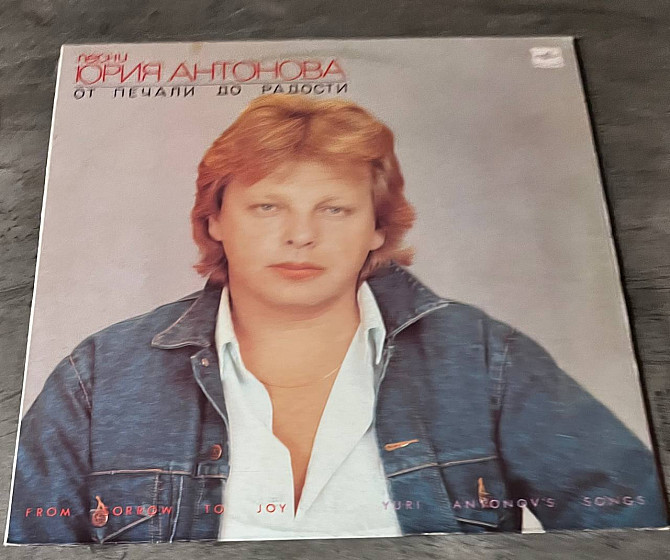 песни
ЮРИЯ АНТОНОВА
ОТ ПЕЧАЛИ ДО РАДОСТИ
FROM SORROW TO JOY YURI ANTONOV'S SONGS